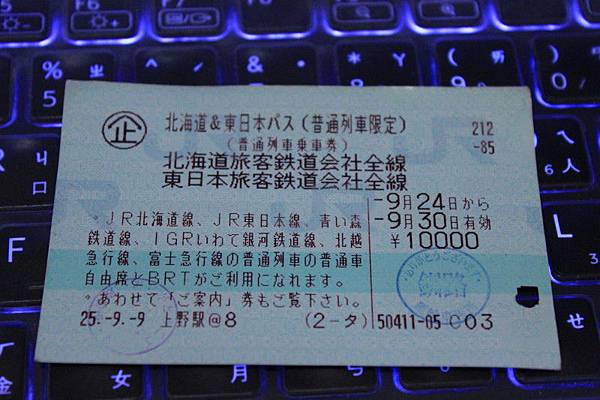 企 北海道&東日本パス(普通列車限定) 212
(普通列車乗車券) -85
北海道旅客鉄道会社全線
東日本旅客鉄道会社全線
-9月24日から
-9月30日有効
¥10000
*JR北海道線、JR東日本線、青い森
鉄道線、IGRいわて銀河鉄道線、北越
急行線、富士急行線の普通列車の普通車
自由席とBRTがご利用になれます。
*あわせて「ご案内」券もご覧下さい。
25.-9.-9 上野駅@8 (2-タ) 50411-05 C03
F5
F6
F7
F8
F